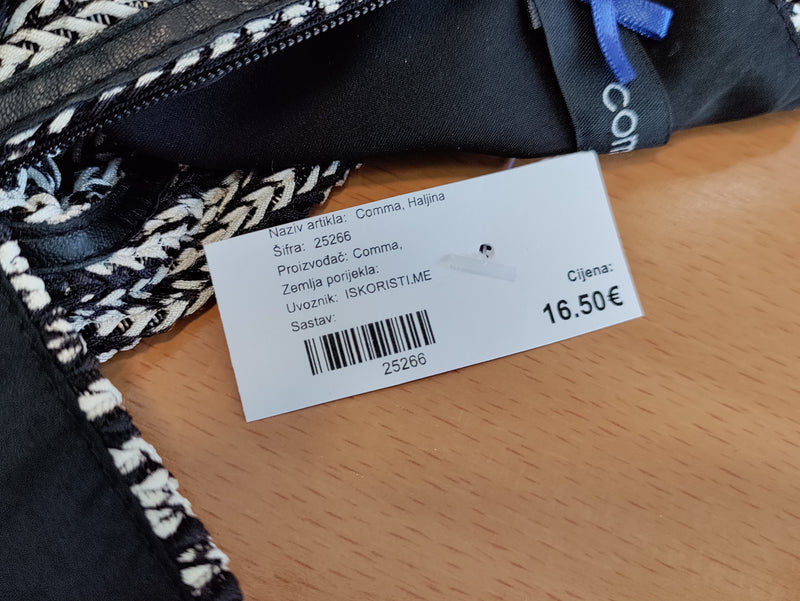 Naziv artikla: Comma, Haljina
Šifra: 25266
Proizvođač: Comma,
Zemlja porijekla:
Uvoznik: ISKORISTI.ME
Sastav:
25266
Cijena:
16.50€
com